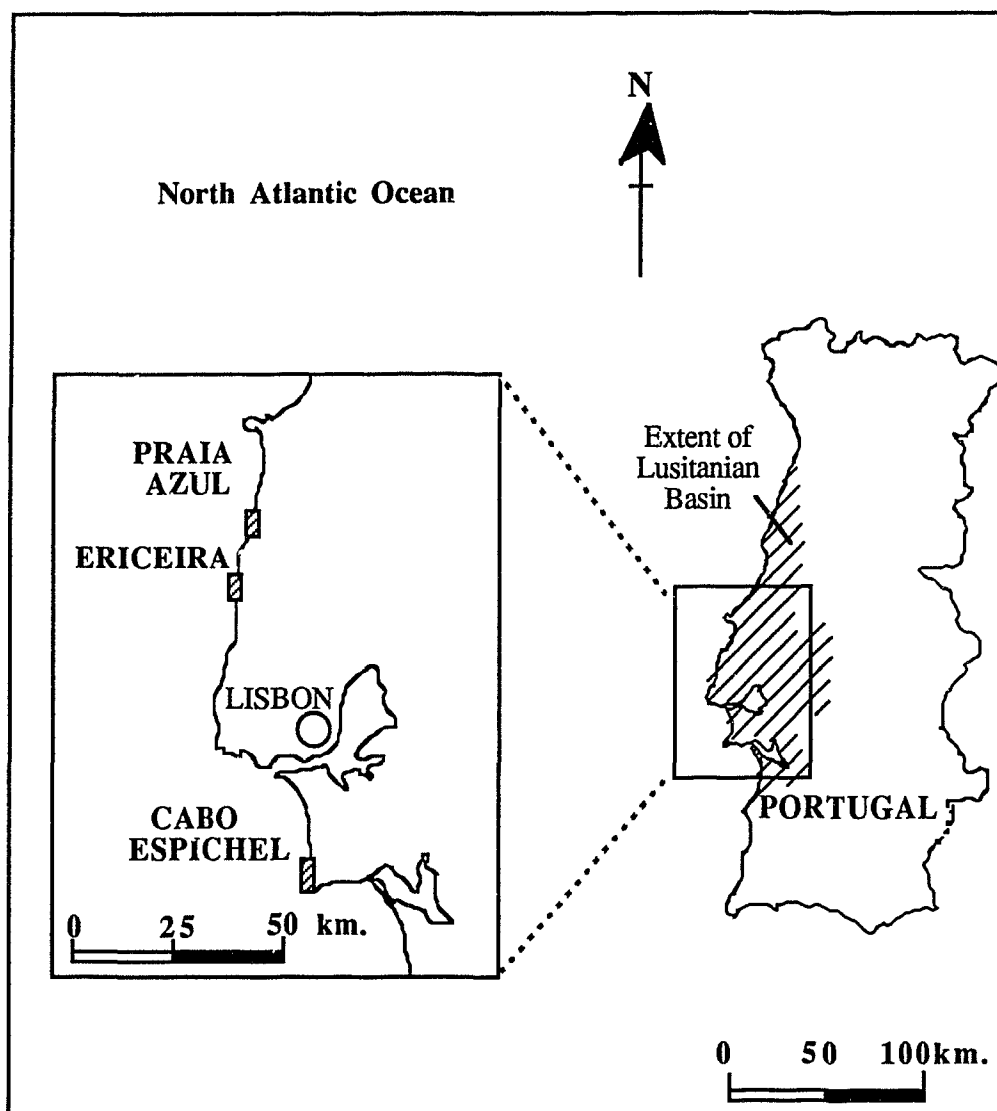 N
North Atlantic Ocean
PRAIA
AZUL
ERICEIRA
LISBON
CABO
ESPICHEL
0 25 50 km.
Extent of
Lusitanian
Basin
PORTUGAL
0 50 100km.